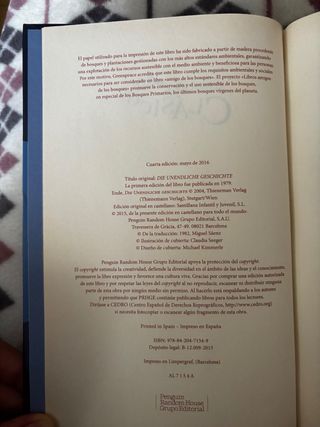 El papel utilizado para la impresión de este libro ha sido fabricado a partir de madera procedente
de bosques y plantaciones gestionadas con los más altos estándares ambientales, garantizando
una explotación de los recursos sostenible con el medio ambiente y beneficiosa para las personas.
Por este motivo, Greenpeace acredita que este libro cumple los requisitos ambientales y sociales
necesarios para ser considerado un libro «amigo de los bosques». El proyecto «Libros amigos
de los bosques» promueve la conservación y el uso sostenible de los bosques,
en especial de los Bosques Primarios, los últimos bosques vírgenes del planeta.
Cuarta edición: mayo de 2016
Título original: DIE UNENDLICHE GESCHICHTE
La primera edición del libro fue publicada en 1979.
Ende, DIE UNENDLICHE GESCHICHTE © 2004, Thienemann Verlag
(Thienemann Verlag), Stuttgart/Wien
Edición original en castellano: Santillana Infantil y Juvenil, S.L.
© 2015, de la presente edición en castellano para todo el mundo:
Penguin Random House Grupo Editorial, S.A.U.
Travessera de Gràcia, 47-49. 08021 Barcelona
© De la traducción: 1982, Miguel Sáenz
© Ilustración de cubierta: Claudia Seeger
© Diseño de cubierta: Michael Kimmerle
Penguin Random House Grupo Editorial apoya la protección del copyright.
El copyright estimula la creatividad, defiende la diversidad en el ámbito de las ideas y el conocimiento,
promueve la libre expresión y favorece una cultura viva. Gracias por comprar una edición autorizada
de este libro y por respetar las leyes del copyright al no reproducir, escanear ni distribuir ninguna
parte de esta obra por ningún medio sin permiso. Al hacerlo está respaldando a los autores
y permitiendo que PRHGE continúe publicando libros para todos los lectores.
Diríjase a CEDRO (Centro Español de Derechos Reprográficos, http://www.cedro.org)
si necesita fotocopiar o escanear algún fragmento de esta obra.
Printed in Spain – Impreso en España
ISBN: 978-84-204-7154-9
Depósito legal: B-12.059-2015
Impreso en Limpergraf, (Barcelona)
AL 7 1 5 4 A
Penguin
Random House
Grupo Editorial